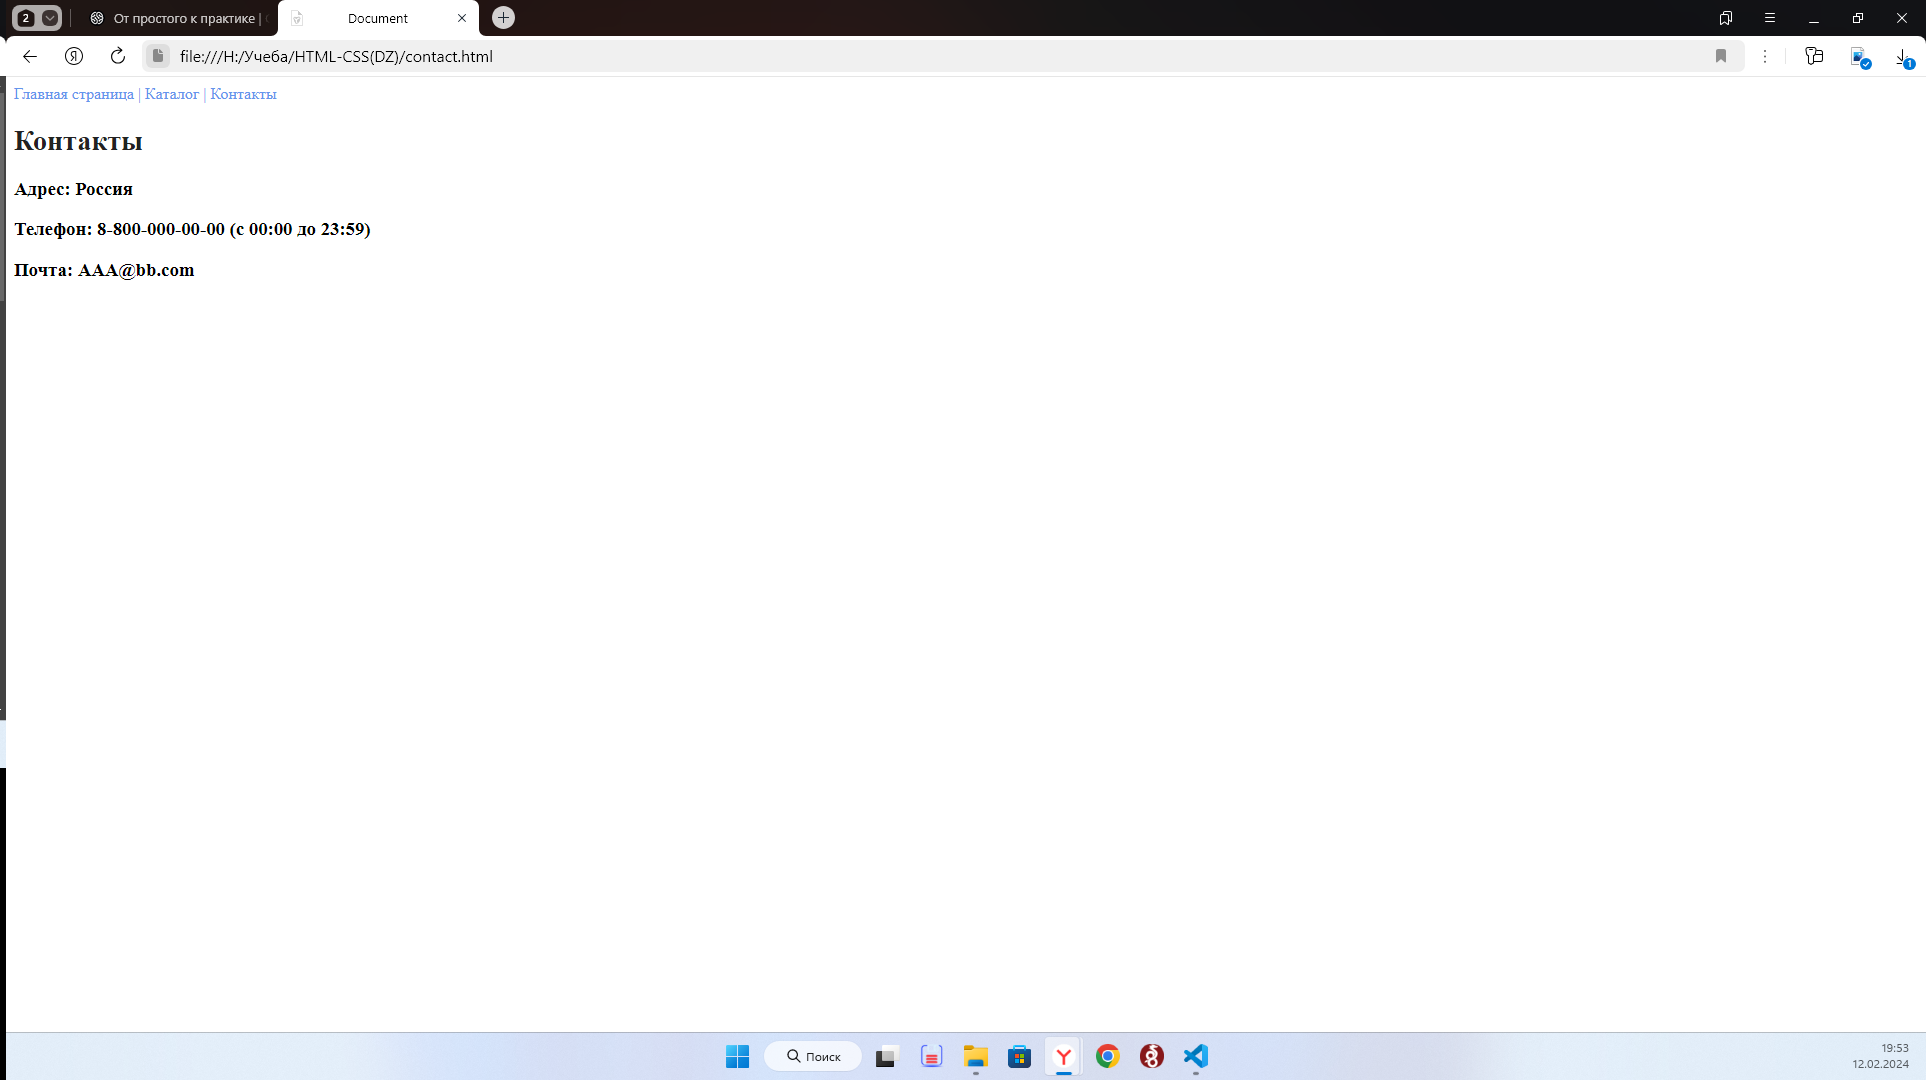 2
От простого к практике |
Document
file:///H:/Учеба/HTML-CSS(DZ)/contact.html
1
Главная страница | Каталог | Контакты
Контакты
Адрес: Россия
Телефон: 8-800-000-00-00 (с 00:00 до 23:59)
Почта: AAA@bb.com
Поиск
19:53
12.02.2024